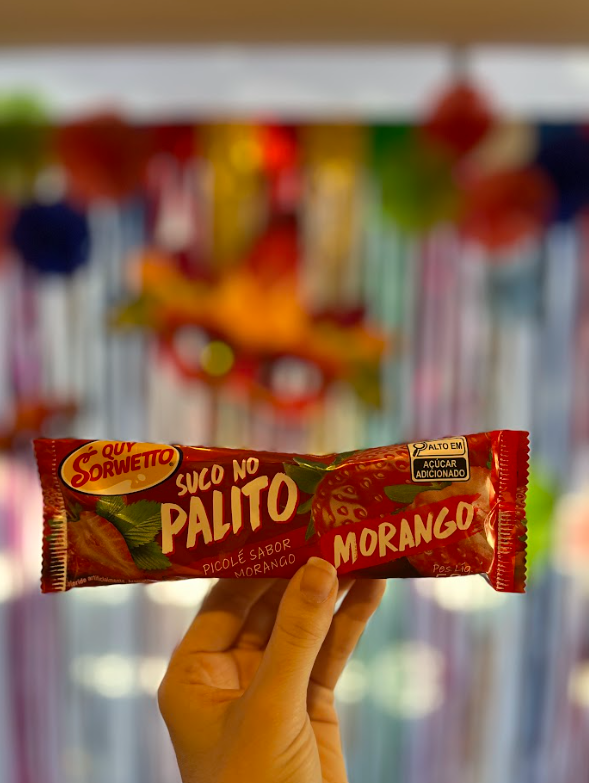 QUY
SORWETTO
SUCO NO
PALITO
PICOLÉ SABOR
MORANGO
MORANGO
ALTO EM
AÇÚCAR
ADICIONADO